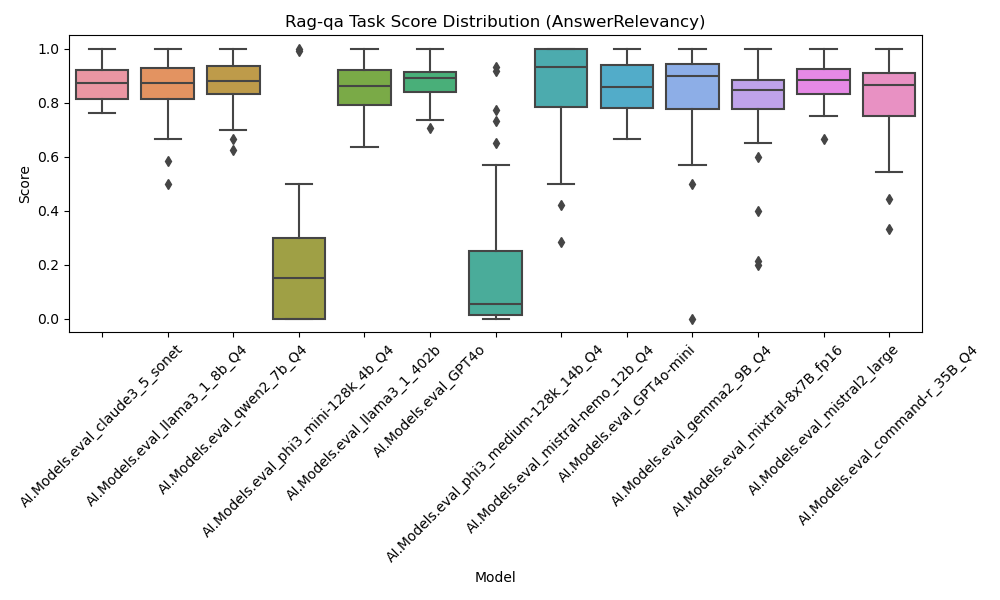 Rag-qa Task Score Distribution (AnswerRelevancy)
1.0
0.8
0.6
0.4
0.2
0.0
Score
AI.Models.eval_claude3_5_sonet
AI.Models.eval_llama3_1_8b_Q4
AI.Models.eval_qwen2_7b_Q4
AI.Models.eval_phi3_mini-128k_4b_Q4
AI.Models.eval_llama3_1_402b
AI.Models.eval_GPT4o
AI.Models.eval_phi3_medium-128k_14b_Q4
AI.Models.eval_mistral-nemo_12b_Q4
AI.Models.eval_GPT4o-mini
AI.Models.eval_gemma2_9B_Q4
AI.Models.eval_mixtral-8x7B_fp16
AI.Models.eval_mistral2_large
AI.Models.eval_command-r_35B_Q4
Model